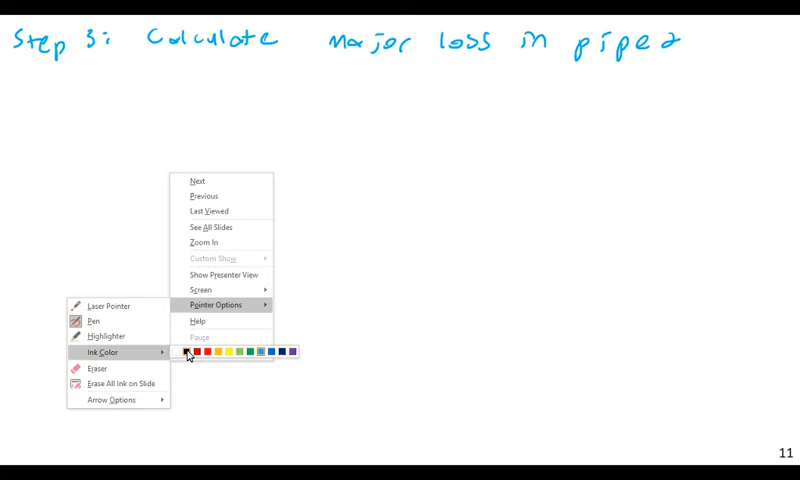 Step 3: Calculate major loss in pipe 2
Next
Previous
Last Viewed
See All Slides
Zoom In
Custom Show
Show Presenter View
Screen
Pointer Options
Help
Pause
Laser Pointer
Pen
Highlighter
Ink Color
Eraser
Erase All Ink on Slide
Arrow Options
11